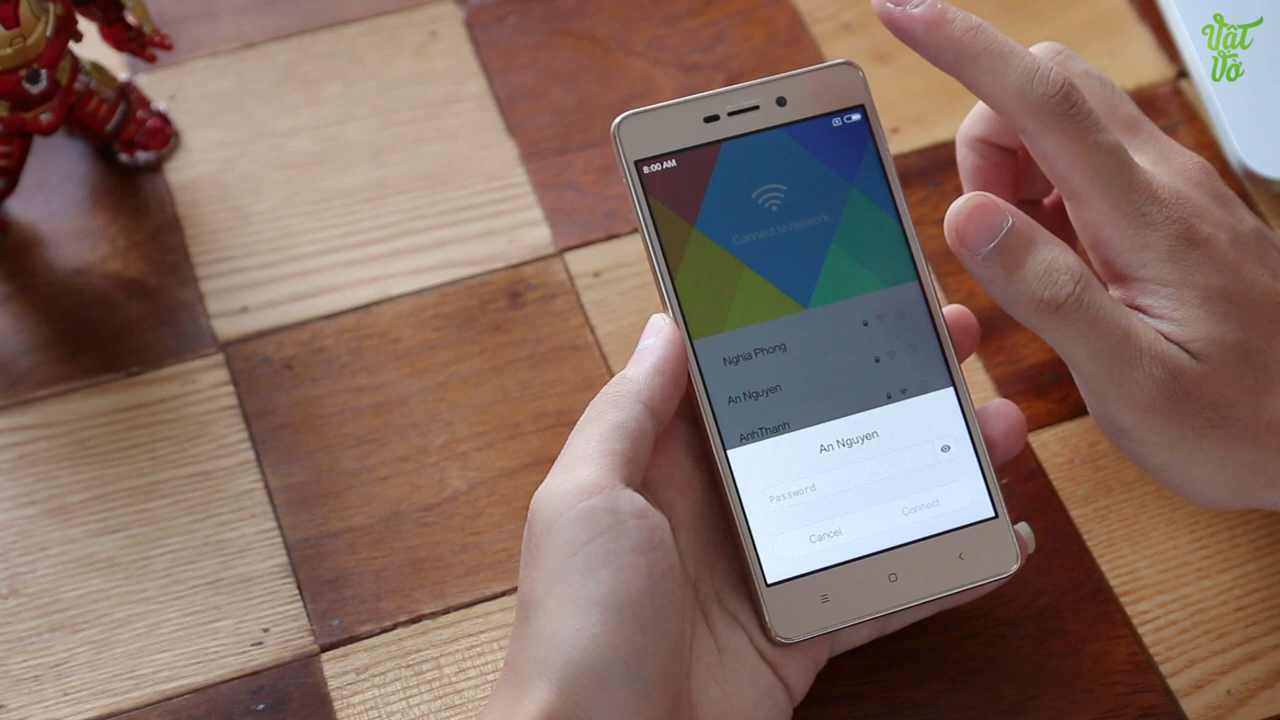 Vật
Vờ
8:00 AM
Connect to network
Nghia Phong
An Nguyen
AnhThanh
An Nguyen
Password
Cancel
Connect